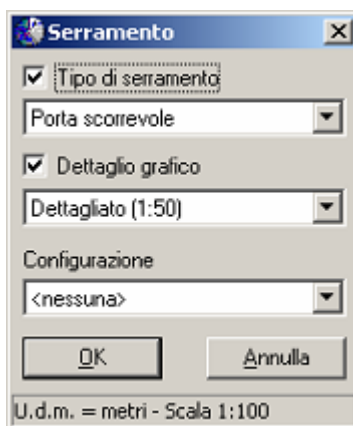 Serramento
Tipo di serramento
Porta scorrevole
Dettaglio grafico
Dettagliato (1:50)
Configurazione
<nessuna>
OK Annulla
U.d.m. = metri - Scala 1:100